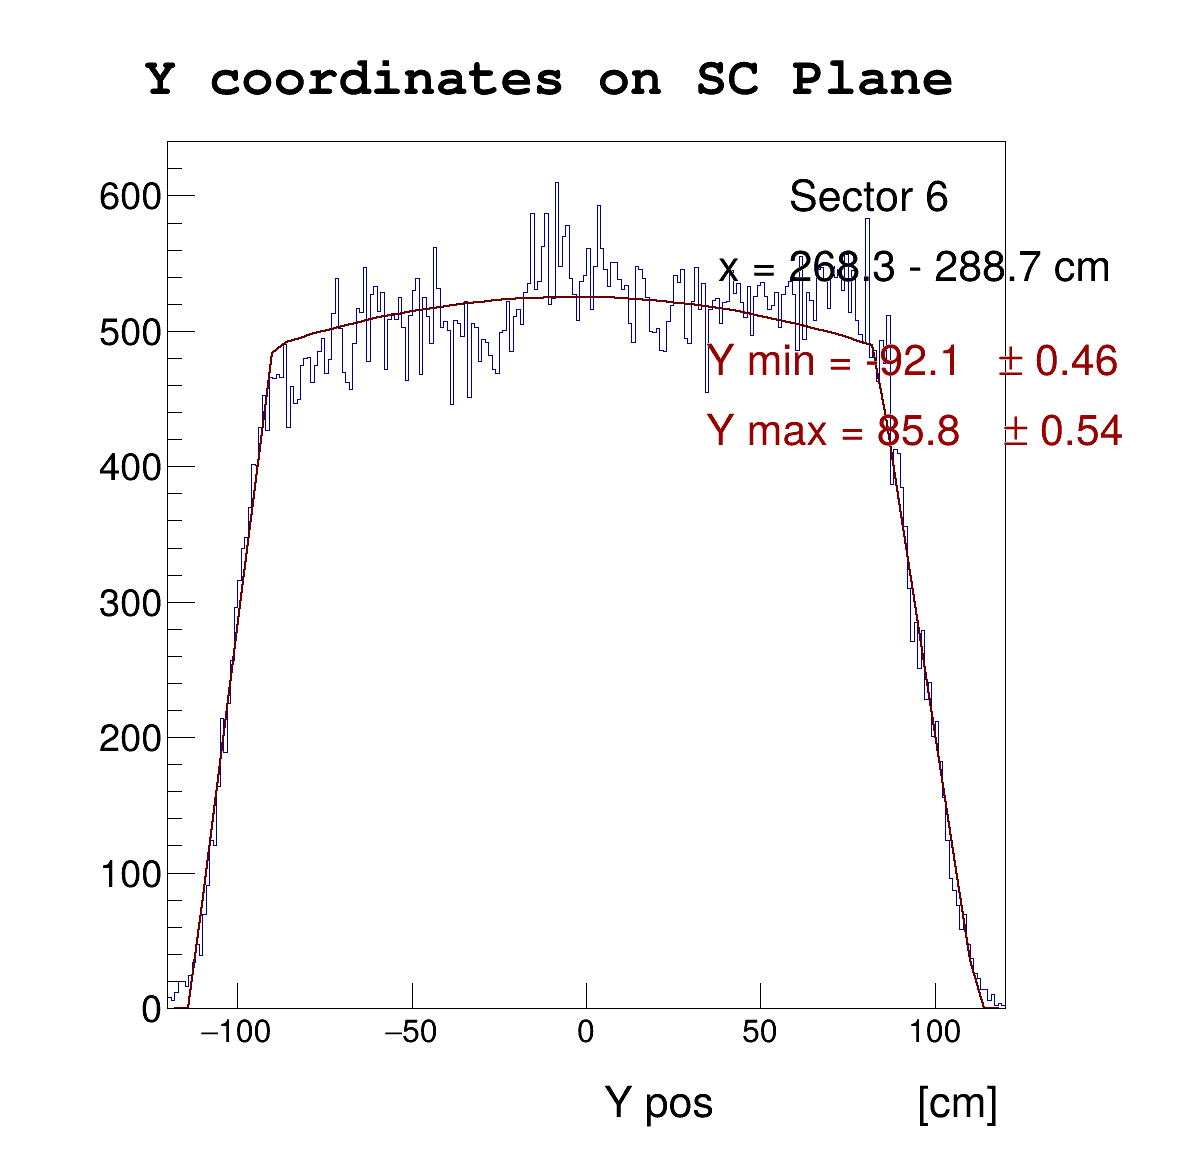 Y coordinates on SC Plane
Sector 6
x = 268.3 - 288.7 cm
Y min = -92.1 ± 0.46
Y max = 85.8 ± 0.54
600
500
400
300
200
100
0
−100 −50 0 50 100
Y pos [cm]